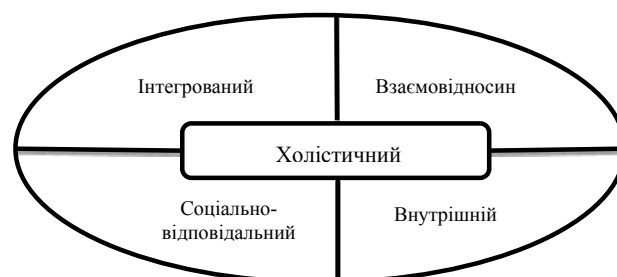 Інтегрований
Взаємовідносин
Холістичний
Соціально-
відповідальний
Внутрішній